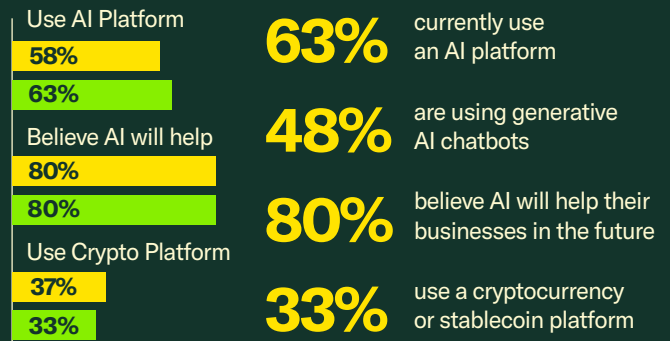 Use AI Platform
58%
63%
Believe AI will help
80%
80%
Use Crypto Platform
37%
33%
63%
currently use
an AI platform
48%
are using generative
AI chatbots
80%
believe AI will help their
businesses in the future
33%
use a cryptocurrency
or stablecoin platform